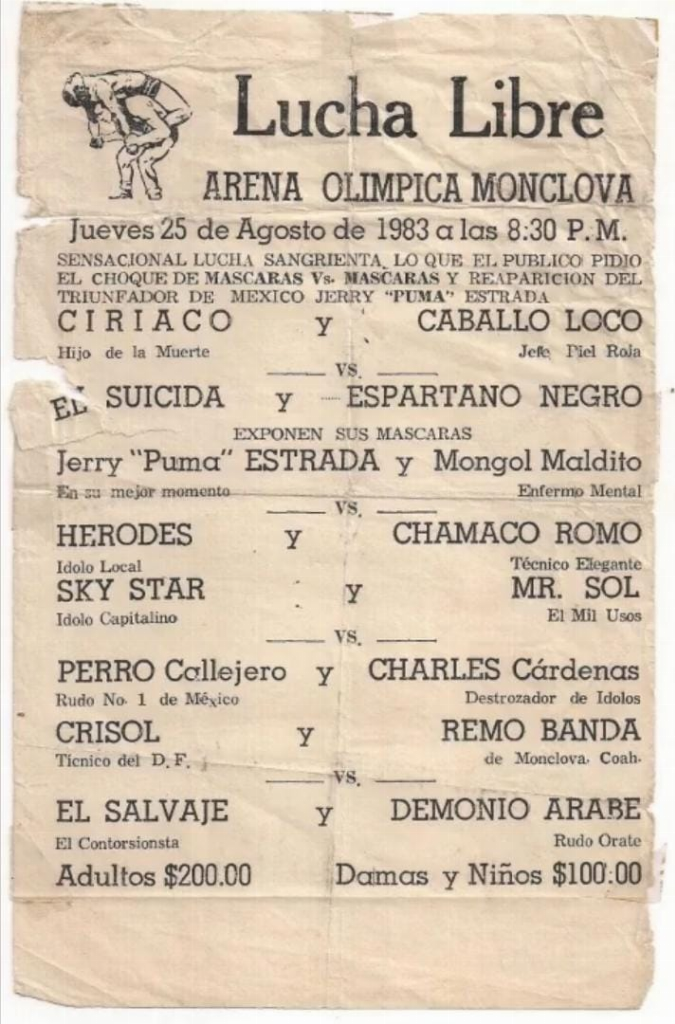 Lucha Libre
ARENA OLIMPICA MONCLOVA
Jueves 25 de Agosto de 1983 a las 8:30 P. M.
SENSACIONAL LUCHA SANGRIENTA, LO QUE EL PUBLICO PIDIO
EL CHOQUE DE MASCARAS Vs. MASCARAS Y REAPARICION DEL
TRIUNFADOR DE MEXICO JERRY "PUMA" ESTRADA
CIRIACO y CABALLO LOCO
Hijo de la Muerte Jefe Piel Roja
VS.
EL SUICIDA y ESPARTANO NEGRO
EXPONEN SUS MASCARAS
Jerry "Puma" ESTRADA y Mongol Maldito
En su mejor momento Enfermo Mental
VS.
HERODES y CHAMACO ROMO
Idolo Local Técnico Elegante
SKY STAR y MR. SOL
Idolo Capitalino El Mil Usos
VS.
PERRO Callejero y CHARLES Cárdenas
Rudo No. 1 de México Destrozador de Idolos
CRISOL y REMO BANDA
Ticnico del D. F. de Monclova, Coah.
VS.
EL SALVAJE y DEMONIO ARABE
El Contorsionsta Rudo Orate
Adultos $200.00 Damas y Niños $100.00